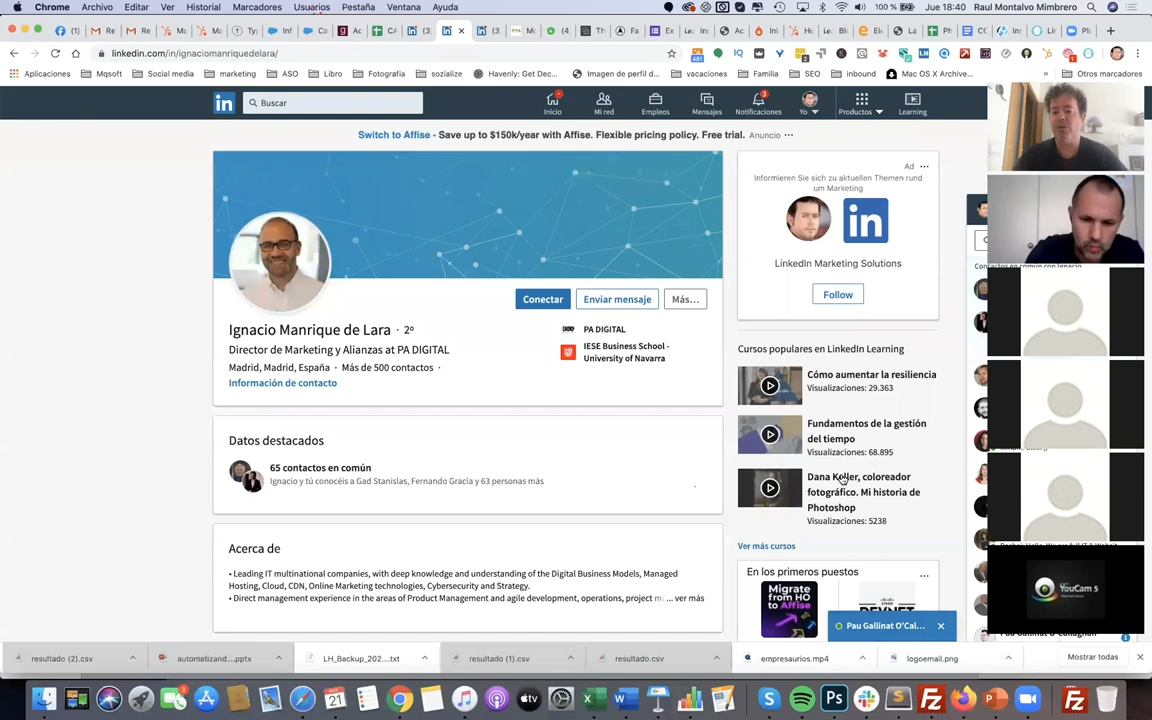 Chrome Archivo Editar Ver Historial Marcadores Usuarios Pestaña Ventana Ayuda 100 % Jue 18:40 Raul Montalvo Mimbrero
linkedin.com/in/ignaciomanriquedelara/
Aplicaciones Mqsoft Social media marketing ASO Libro Fotografia sozialize Havenly: Get Dec... Imagen de perfil d... vacaciones Familia SEO inbound Mac OS X Archive... » Otros marcadores
in Buscar Inicio Mi red Empleos Mensajes Notificaciones Yo Productos Learning
Switch to Affise - Save up to $150k/year with Affise. Flexible pricing policy. Free trial. Anuncio ···
Conectar Enviar mensaje Más...
Ignacio Manrique de Lara · 2º
Director de Marketing y Alianzas at PA DIGITAL
Madrid, Madrid, España · Más de 500 contactos ·
Información de contacto
PA DIGITAL
IESE Business School -
University of Navarra
Datos destacados
65 contactos en común
Ignacio y tú conocéis a Gad Stanislas, Fernando Gracia y 63 personas más
Acerca de
• Leading IT multinational companies, with deep knowledge and understanding of the Digital Business Models, Managed
Hosting, Cloud, CDN, Online Marketing technologies, Cybersecurity and Strategy.
• Direct management experience in the areas of Product Management and agile development, operations, project m... ver más
Ad ···
Informieren Sie sich zu aktuellen Themen rund
um Marketing
in
LinkedIn Marketing Solutions
Follow
Cursos populares en LinkedIn Learning
Cómo aumentar la resiliencia
Visualizaciones: 29.363
Fundamentos de la gestión
del tiempo
Visualizaciones: 68.895
Dana Keller, coloreador
fotográfico. Mi historia de
Photoshop
Visualizaciones: 5238
Ver más cursos
En los primeros puestos ...
Migrate
from HO
to Affise
Pau Gallinat O'Cal...
YouCam 5
resultado (2).csv automatizand....pptx LH_Backup_202....txt resultado (1).csv resultado.csv empresaurios.mp4 logoemail.png Mostrar todas